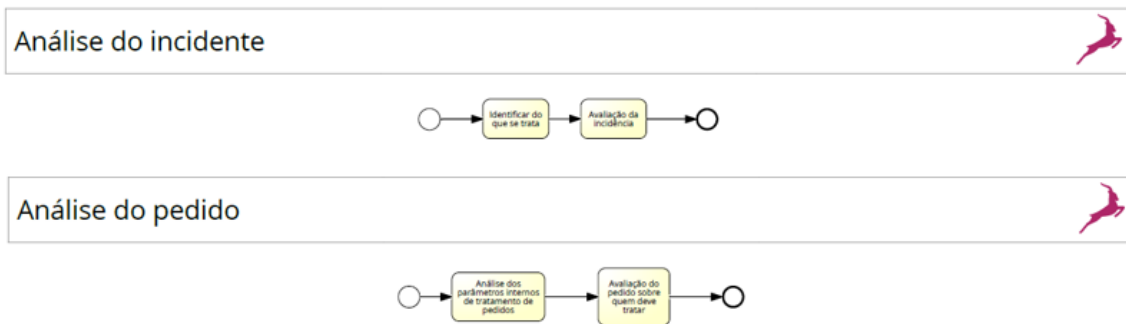 Análise do incidente
Identificar do
que se trata
Avaliação da
incidência
Análise do pedido
Análise dos
parâmetros internos
de tratamento de
pedidos
Avaliação do
pedido sobre
quem deve
tratar